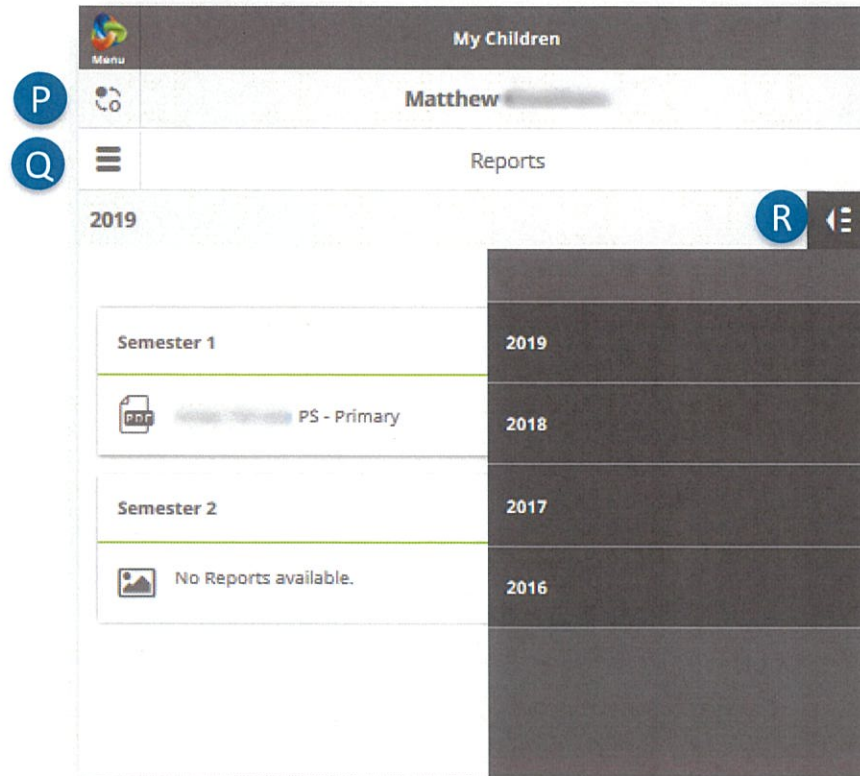 My Children
Menu
P
Matthew
Q
Reports
2019
R
Semester 1
2019
PDF
PS - Primary
2018
Semester 2
2017
No Reports available.
2016